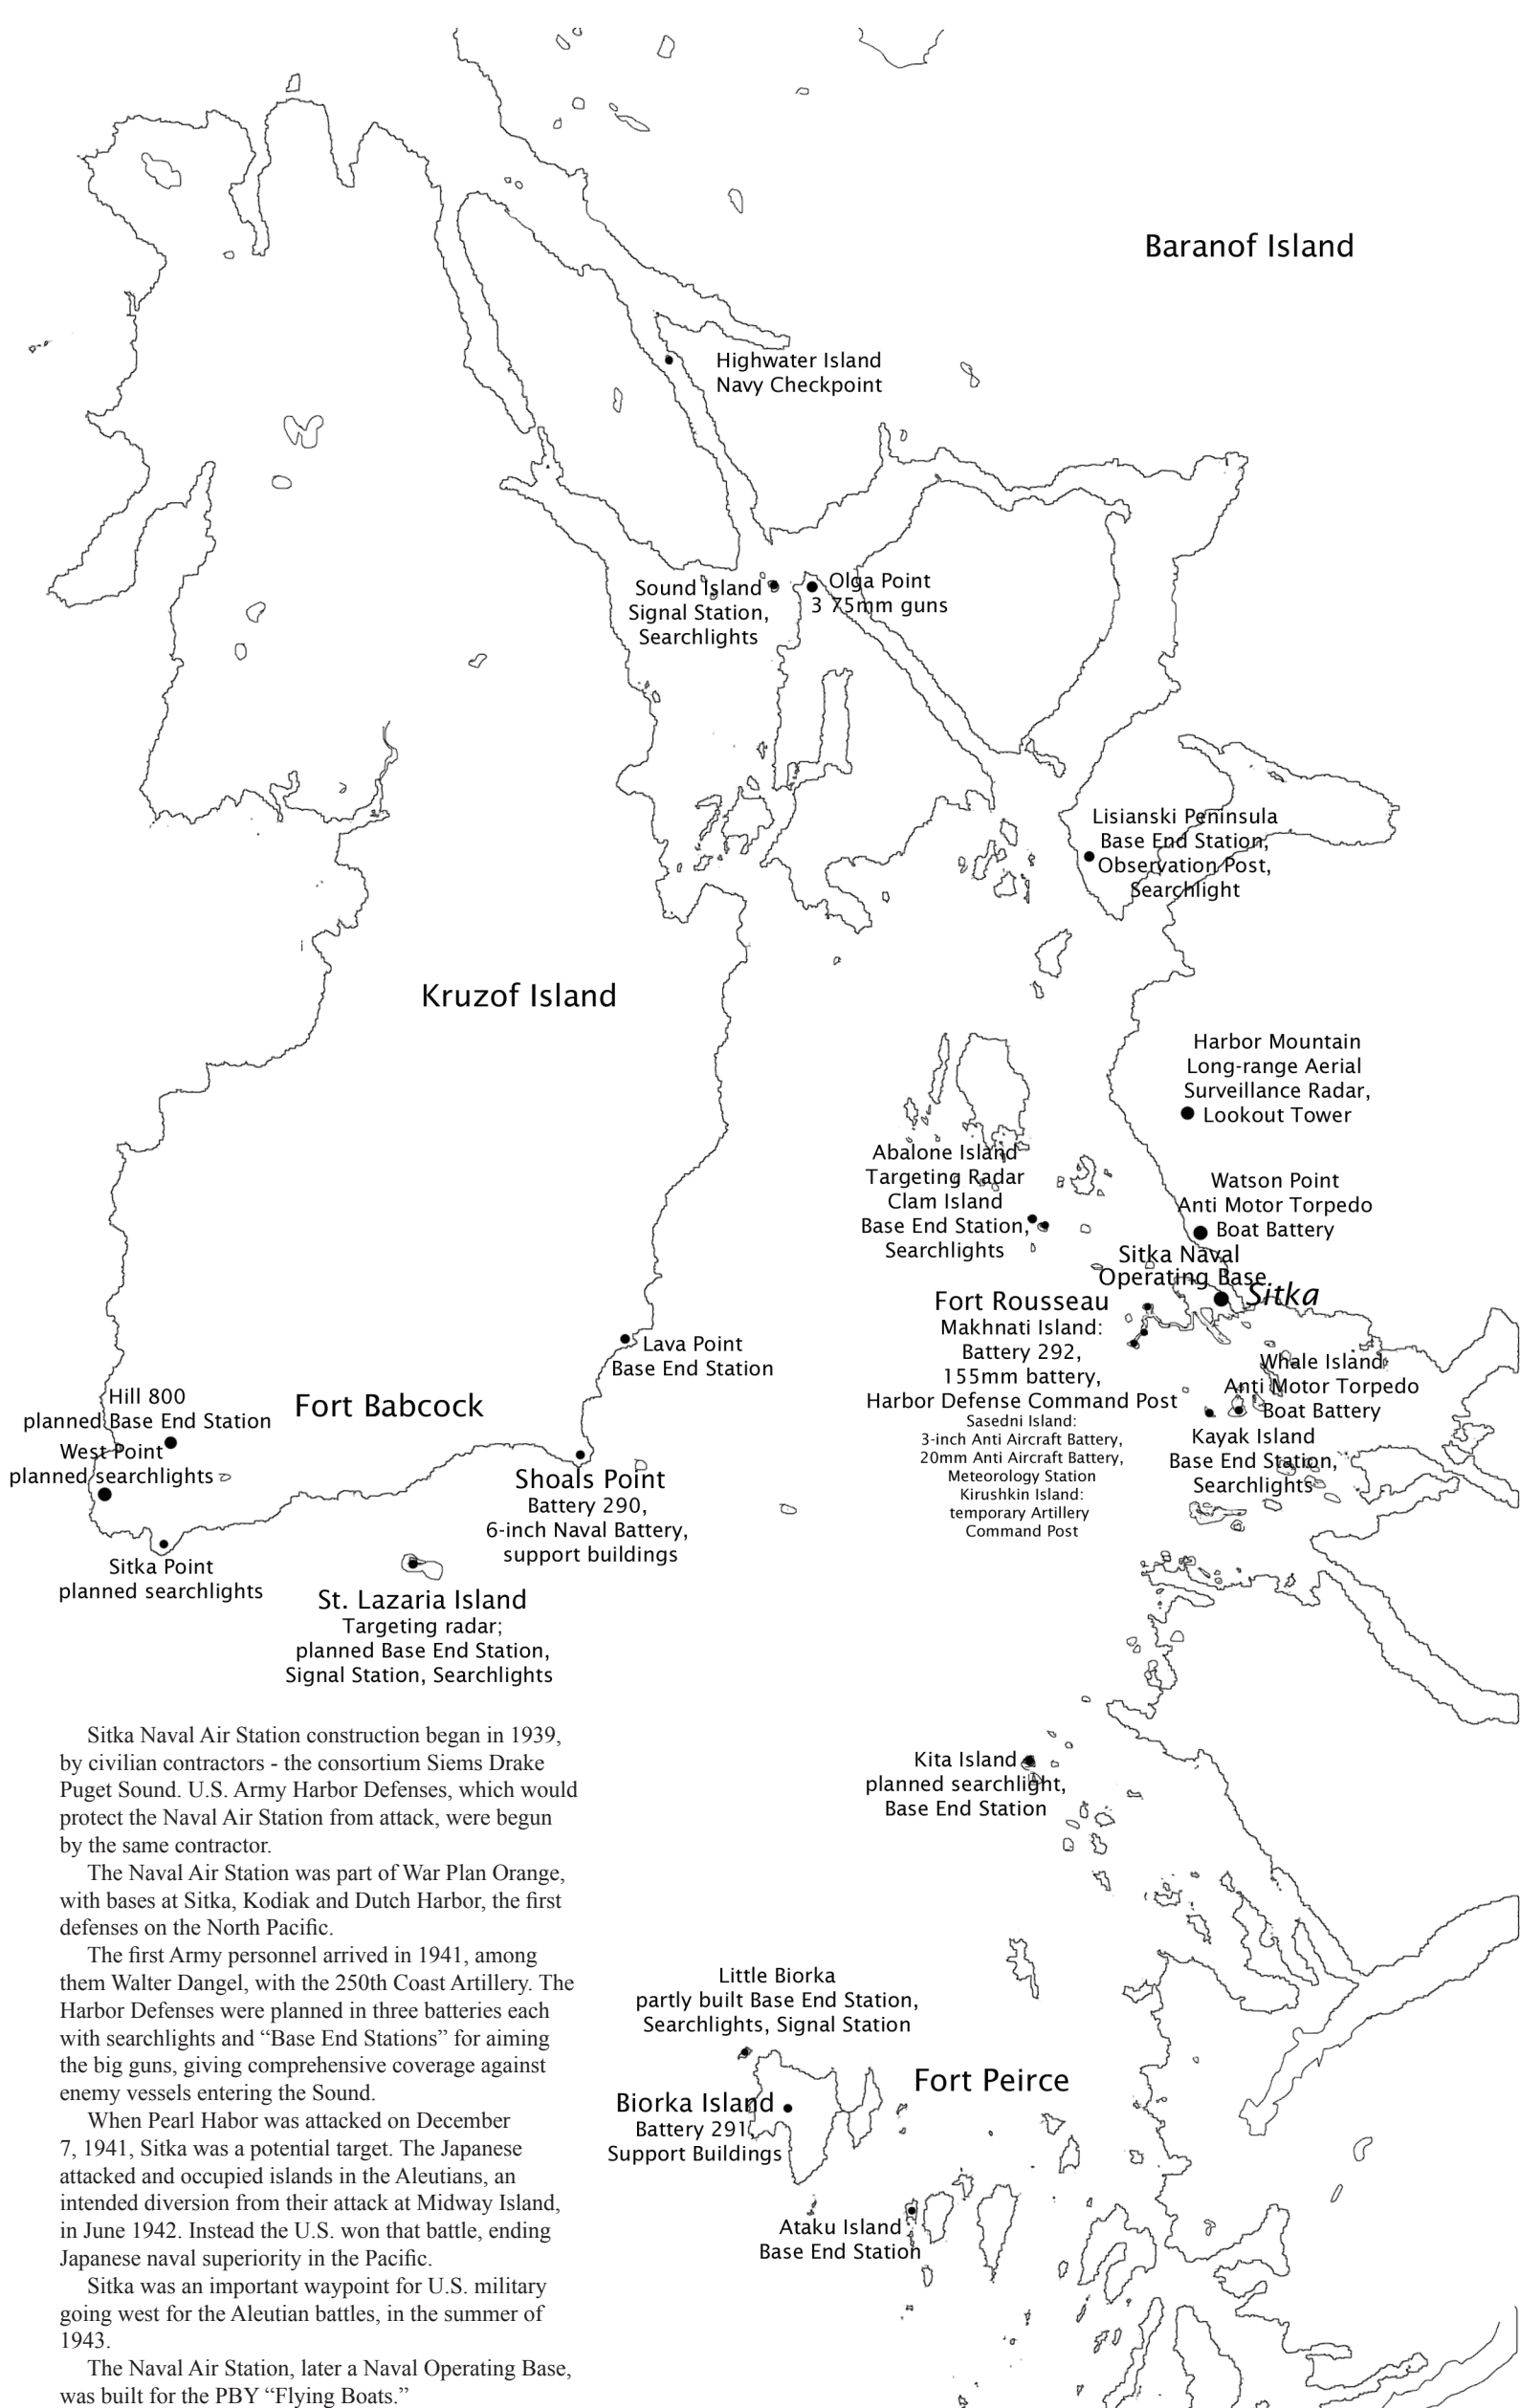 Baranof Island
Highwater Island
Navy Checkpoint
Sound Island
Signal Station,
Searchlights
Olga Point
3 75mm guns
Lisianski Peninsula
Base End Station,
Observation Post,
Searchlight
Kruzof Island
Harbor Mountain
Long-range Aerial
Surveillance Radar,
Lookout Tower
Abalone Island
Targeting Radar
Clam Island
Base End Station,
Searchlights
Watson Point
Anti Motor Torpedo
Boat Battery
Sitka Naval
Operating Base
Sitka
Fort Rousseau
Makhnati Island:
Battery 292,
155mm battery,
Harbor Defense Command Post
Sasedni Island:
3-inch Anti Aircraft Battery,
20mm Anti Aircraft Battery,
Meteorology Station
Kirushkin Island:
temporary Artillery
Command Post
Lava Point
Base End Station
Whale Island
Anti Motor Torpedo
Boat Battery
Kayak Island
Base End Station,
Searchlights
Hill 800
planned Base End Station
West Point
planned searchlights
Fort Babcock
Shoals Point
Battery 290,
6-inch Naval Battery,
support buildings
Sitka Point
planned searchlights
St. Lazaria Island
Targeting radar;
planned Base End Station,
Signal Station, Searchlights
Kita Island
planned searchlight,
Base End Station
Little Biorka
partly built Base End Station,
Searchlights, Signal Station
Fort Peirce
Biorka Island
Battery 291
Support Buildings
Ataku Island
Base End Station
Sitka Naval Air Station construction began in 1939,
by civilian contractors - the consortium Siems Drake
Puget Sound. U.S. Army Harbor Defenses, which would
protect the Naval Air Station from attack, were begun
by the same contractor.
The Naval Air Station was part of War Plan Orange,
with bases at Sitka, Kodiak and Dutch Harbor, the first
defenses on the North Pacific.
The first Army personnel arrived in 1941, among
them Walter Dangel, with the 250th Coast Artillery. The
Harbor Defenses were planned in three batteries each
with searchlights and “Base End Stations” for aiming
the big guns, giving comprehensive coverage against
enemy vessels entering the Sound.
When Pearl Habor was attacked on December
7, 1941, Sitka was a potential target. The Japanese
attacked and occupied islands in the Aleutians, an
intended diversion from their attack at Midway Island,
in June 1942. Instead the U.S. won that battle, ending
Japanese naval superiority in the Pacific.
Sitka was an important waypoint for U.S. military
going west for the Aleutian battles, in the summer of
1943.
The Naval Air Station, later a Naval Operating Base,
was built for the PBY “Flying Boats.”